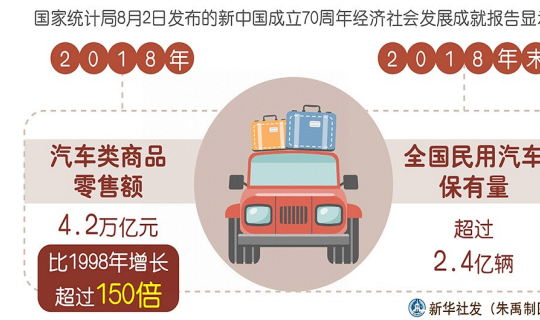 国家统计局8月2日发布的新中国成立70周年经济社会发展成就报告显示
2018年
2018年末
汽车类商品
零售额
4.2万亿元
比1998年增长
超过150倍
全国民用汽车
保有量
超过
2.4亿辆
新华社发（朱禹制图